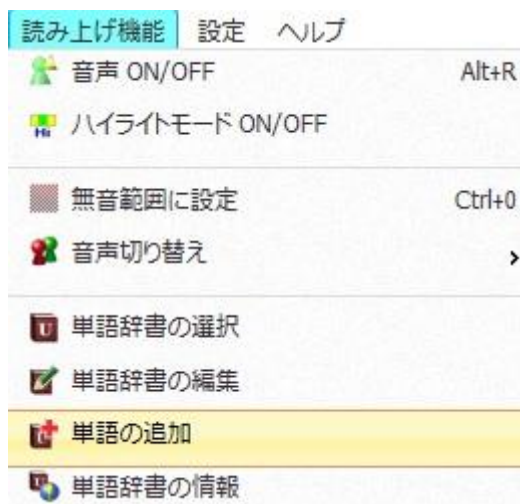 読み上げ機能 設定 ヘルプ
音声 ON/OFF Alt+R
ハイライトモード ON/OFF
無音範囲に設定 Ctrl+0
音声切り替え
単語辞書の選択
単語辞書の編集
単語の追加
単語辞書の情報